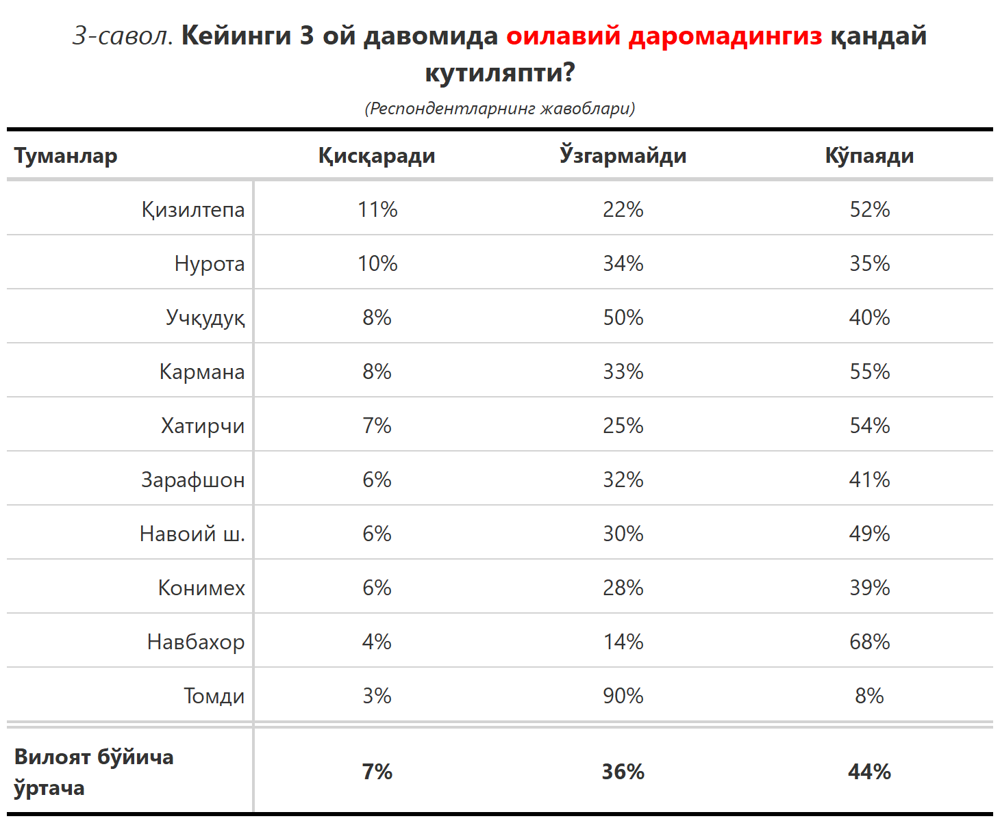 3-савол. Кейинги 3 ой давомида оилавий даромадингиз қандай
кутиляпти?
(Респондентларнинг жавоблари)
Туманлар Қисқаради Ўзгармайди Кўпаяди
Қизилтепа 11% 22% 52%
Нурота 10% 34% 35%
Учқудуқ 8% 50% 40%
Кармана 8% 33% 55%
Хатирчи 7% 25% 54%
Зарафшон 6% 32% 41%
Навоий ш. 6% 30% 49%
Конимех 6% 28% 39%
Навбахор 4% 14% 68%
Томди 3% 90% 8%
Вилоят бўйича
ўртача 7% 36% 44%